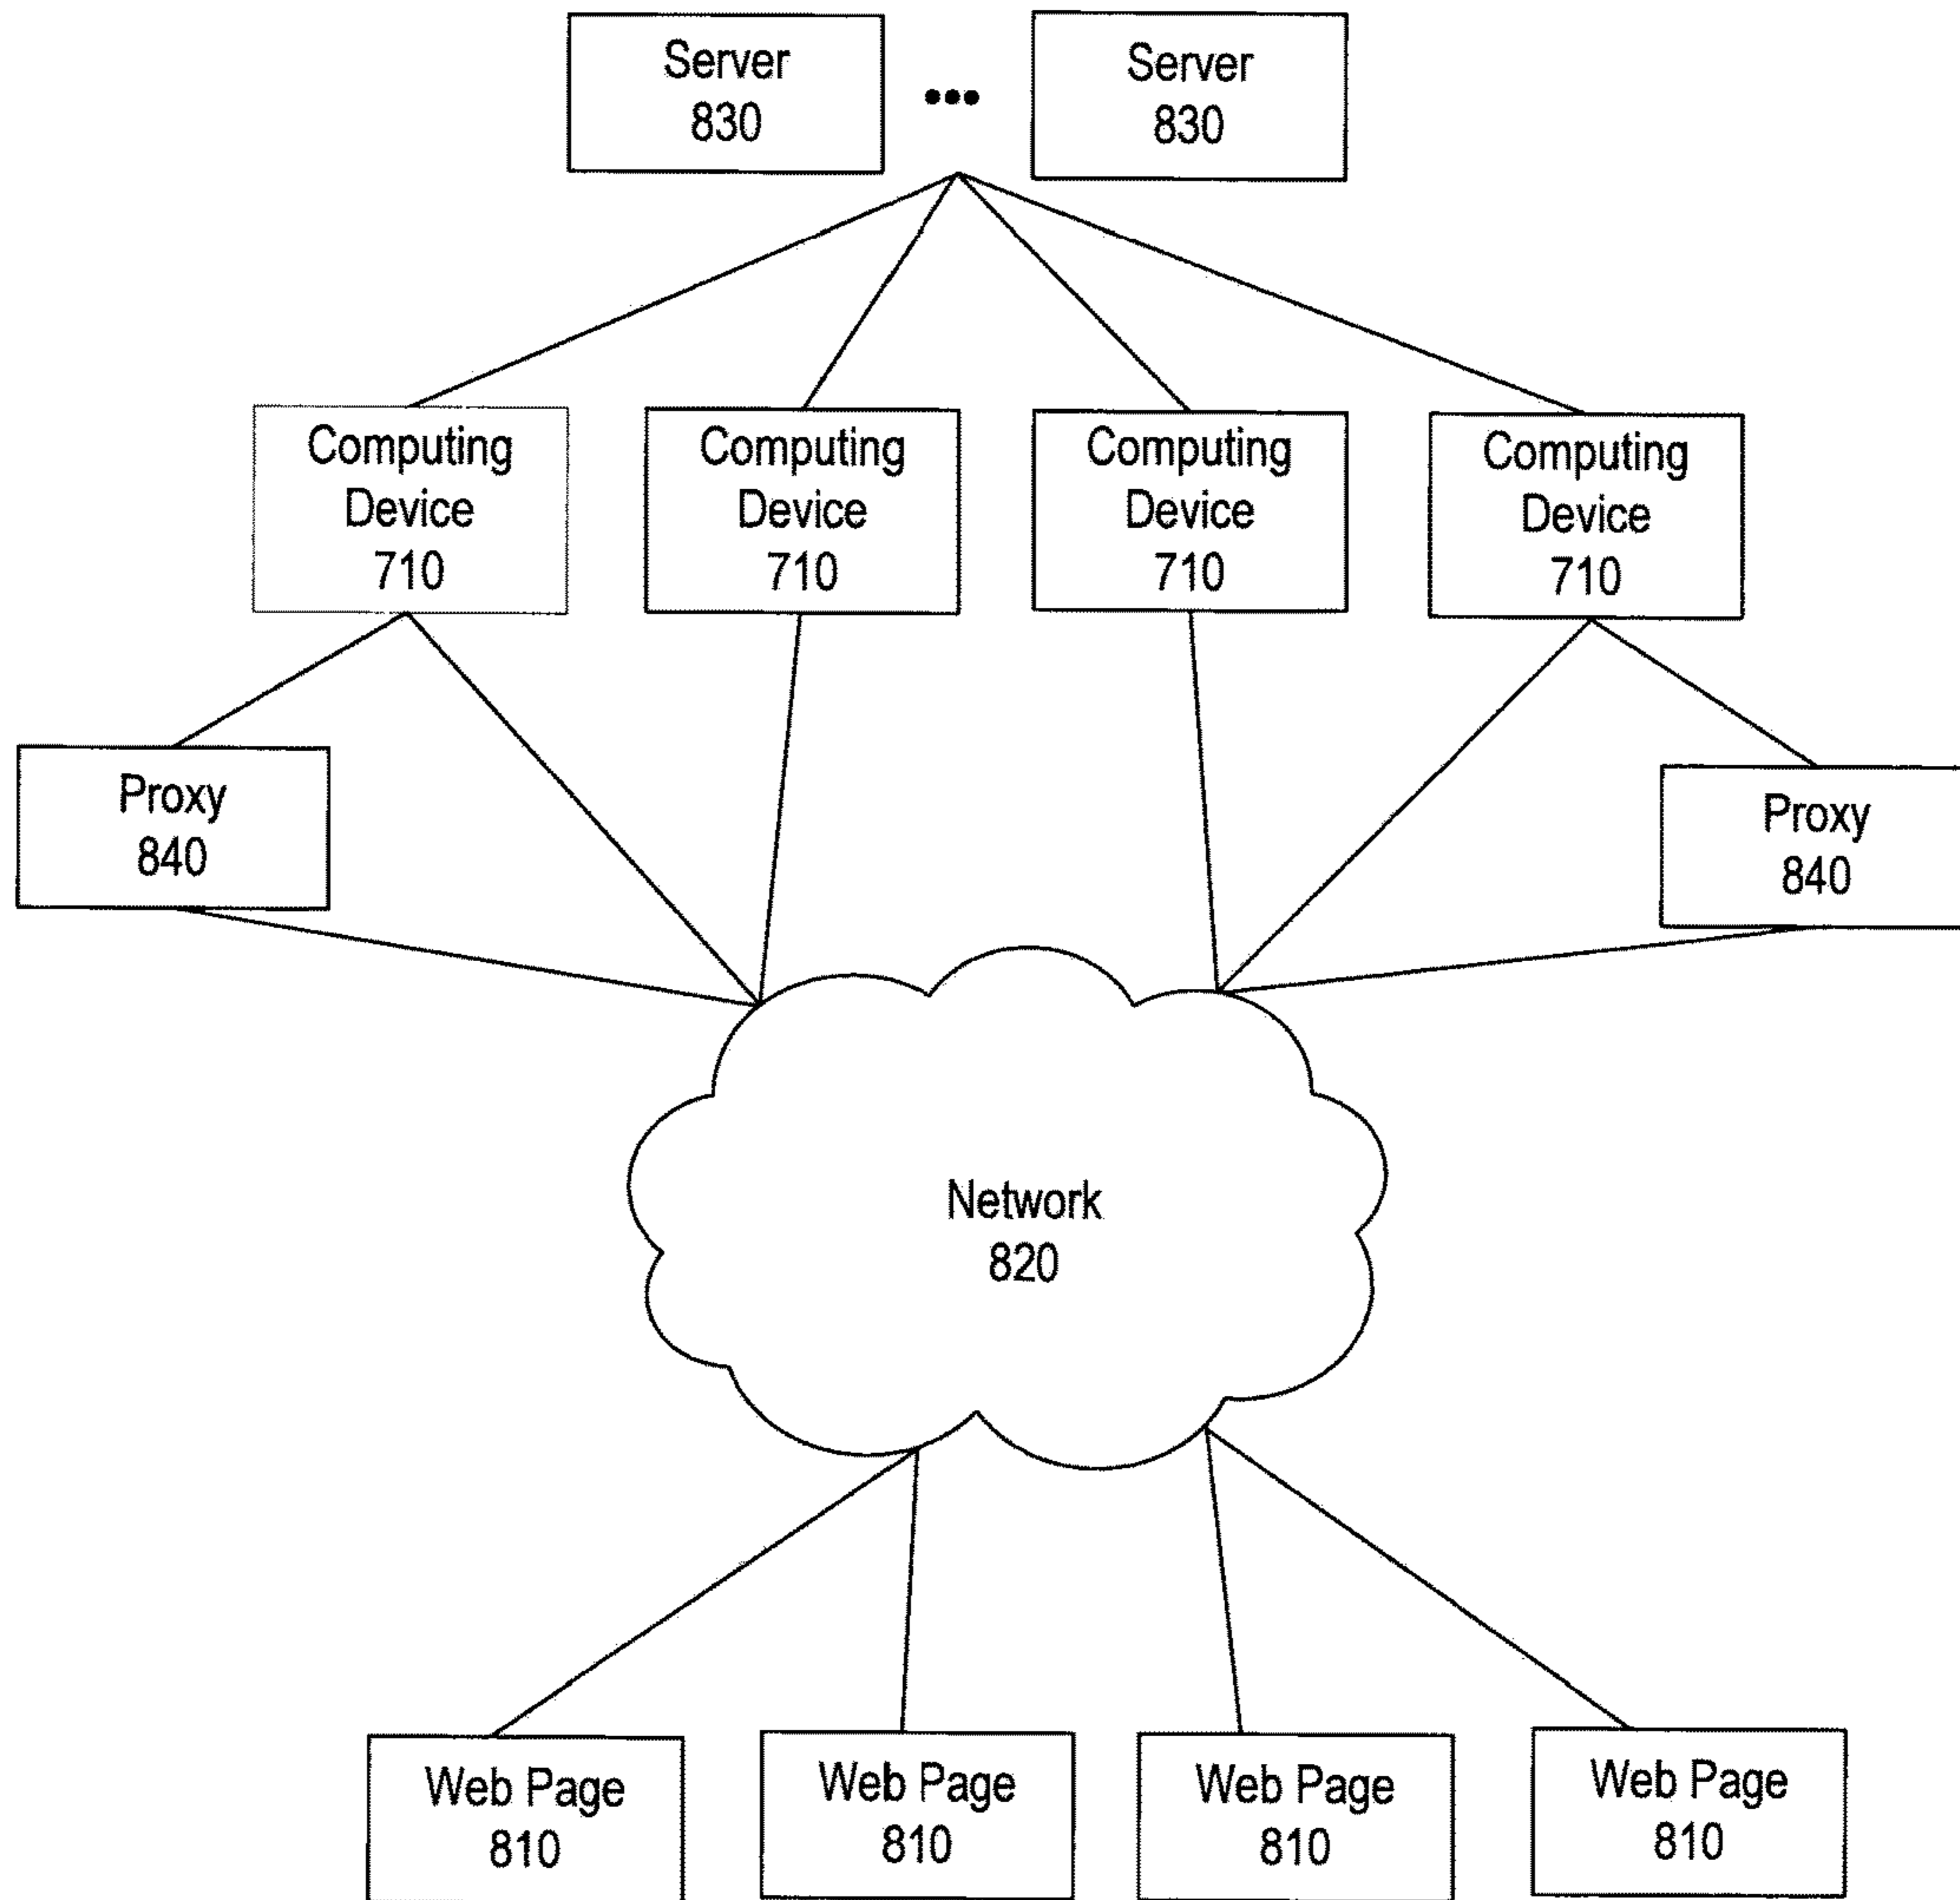 Server
830
•••
Server
830
Computing
Device
710
Computing
Device
710
Computing
Device
710
Computing
Device
710
Proxy
840
Proxy
840
Network
820
Web Page
810
Web Page
810
Web Page
810
Web Page
810